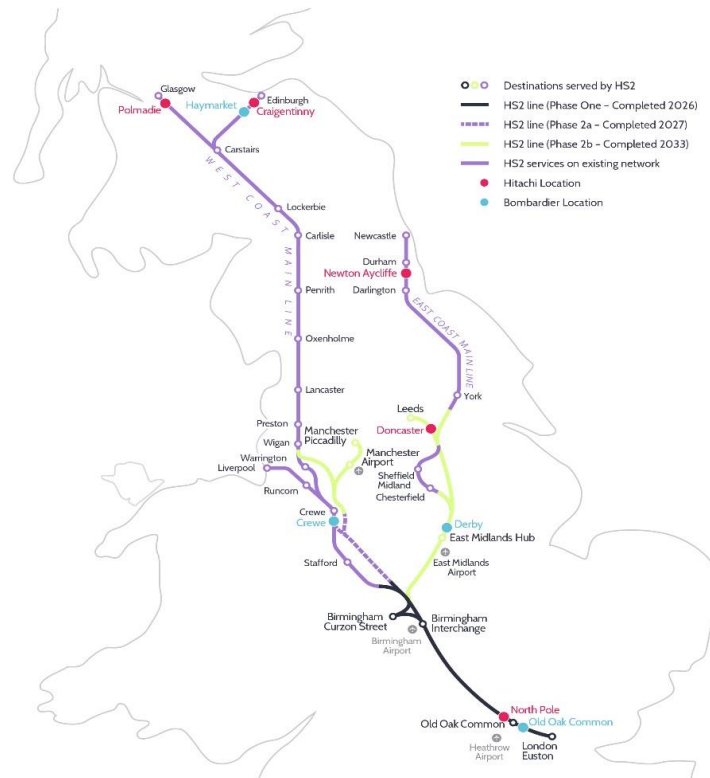 Destinations served by HS2
HS2 line (Phase One – Completed 2026)
HS2 line (Phase 2a – Completed 2027)
HS2 line (Phase 2b – Completed 2033)
HS2 services on existing network
Hitachi Location
Bombardier Location
Glasgow
Polmadie
Haymarket
Edinburgh
Craigentinny
Carstairs
WEST COAST MAIN LINE
Lockerbie
Carlisle
Newcastle
Durham
Newton Aycliffe
Penrith
Darlington
EAST COAST MAIN LINE
Oxenholme
Lancaster
York
Leeds
Preston
Manchester
Piccadilly
Doncaster
Wigan
Manchester
Airport
Warrington
Liverpool
Sheffield
Midland
Runcorn
Chesterfield
Crewe
Crewe
Derby
East Midlands Hub
Stafford
East Midlands
Airport
Birmingham
Curzon Street
Birmingham
Interchange
Birmingham
Airport
North Pole
Old Oak Common
Old Oak Common
Heathrow
Airport
London
Euston